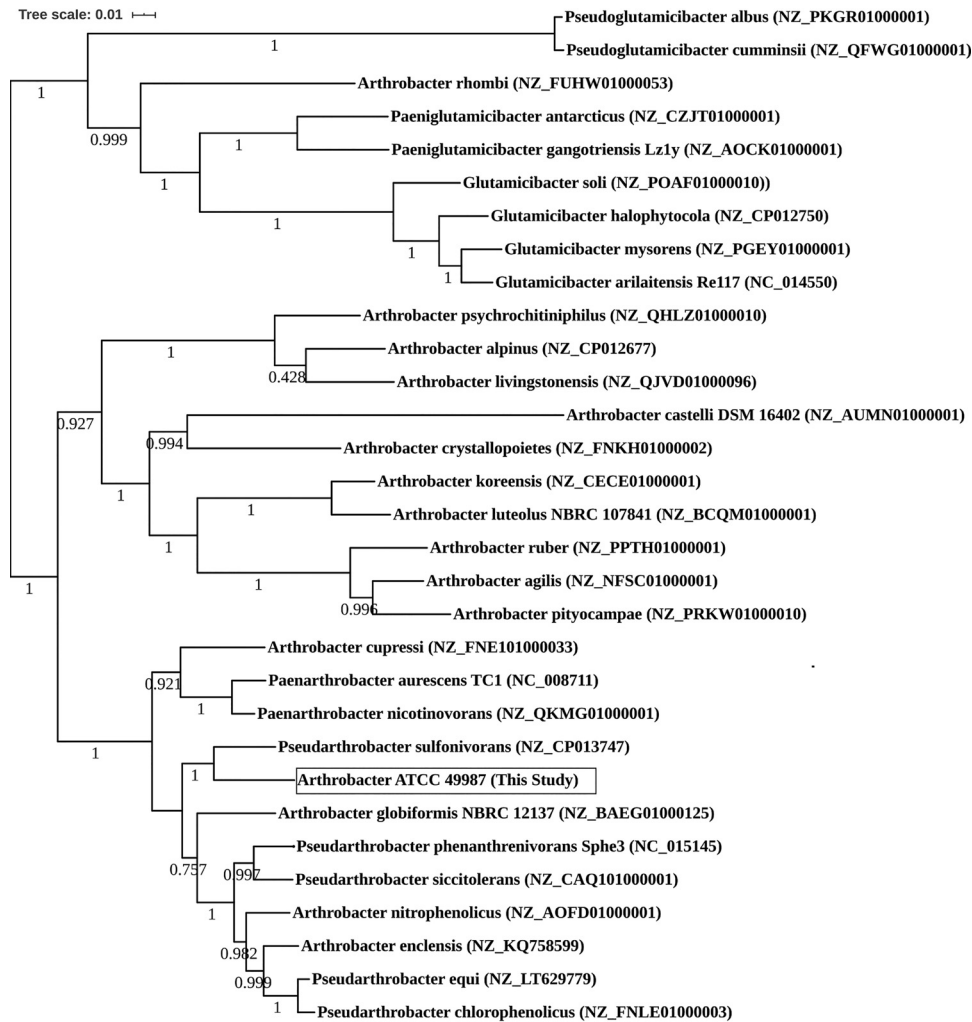 Tree scale: 0.01
Pseudoglutamicibacter albus (NZ_PKGR01000001)
1
Pseudoglutamicibacter cumminsii (NZ_QFWG01000001)
Arthrobacter rhombi (NZ_FUHW01000053)
1
Paeniglutamicibacter antarcticus (NZ_CZJT01000001)
0.999
1
Paeniglutamicibacter gangotriensis Lz1y (NZ_AOCK01000001)
1
Glutamicibacter soli (NZ_POAF01000010))
Glutamicibacter halophytocola (NZ_CP012750)
1
Glutamicibacter mysorens (NZ_PGEY01000001)
1
1
Glutamicibacter arilaitensis Re117 (NC_014550)
Arthrobacter psychrochitiniphilus (NZ_QHLZ01000010)
Arthrobacter alpinus (NZ_CP012677)
1
0.428
Arthrobacter livingstonensis (NZ_QJVD01000096)
Arthrobacter castelli DSM 16402 (NZ_AUMN01000001)
0.927
0.994
Arthrobacter crystallopoietes (NZ_FNKH01000002)
Arthrobacter koreensis (NZ_CECE01000001)
1
1
Arthrobacter luteolus NBRC 107841 (NZ_BCQM01000001)
1
Arthrobacter ruber (NZ_PPTH01000001)
Arthrobacter agilis (NZ_NFSC01000001)
1
1
0.996
Arthrobacter pityocampae (NZ_PRKW01000010)
Arthrobacter cupressi (NZ_FNE101000033)
Paenarthrobacter aurescens TC1 (NC_008711)
0.921
1
Paenarthrobacter nicotinovorans (NZ_QKMG01000001)
Pseudarthrobacter sulfonivorans (NZ_CP013747)
1
1
Arthrobacter ATCC 49987 (This Study)
Arthrobacter globiformis NBRC 12137 (NZ_BAEG01000125)
Pseudarthrobacter phenanthrenivorans Sphe3 (NC_015145)
0.757
0.997
Pseudarthrobacter siccitolerans (NZ_CAQ101000001)
1
Arthrobacter nitrophenolicus (NZ_AOFD01000001)
Arthrobacter enclensis (NZ_KQ758599)
0.982
Pseudarthrobacter equi (NZ_LT629779)
0.999
1
Pseudarthrobacter chlorophenolicus (NZ_FNLE01000003)